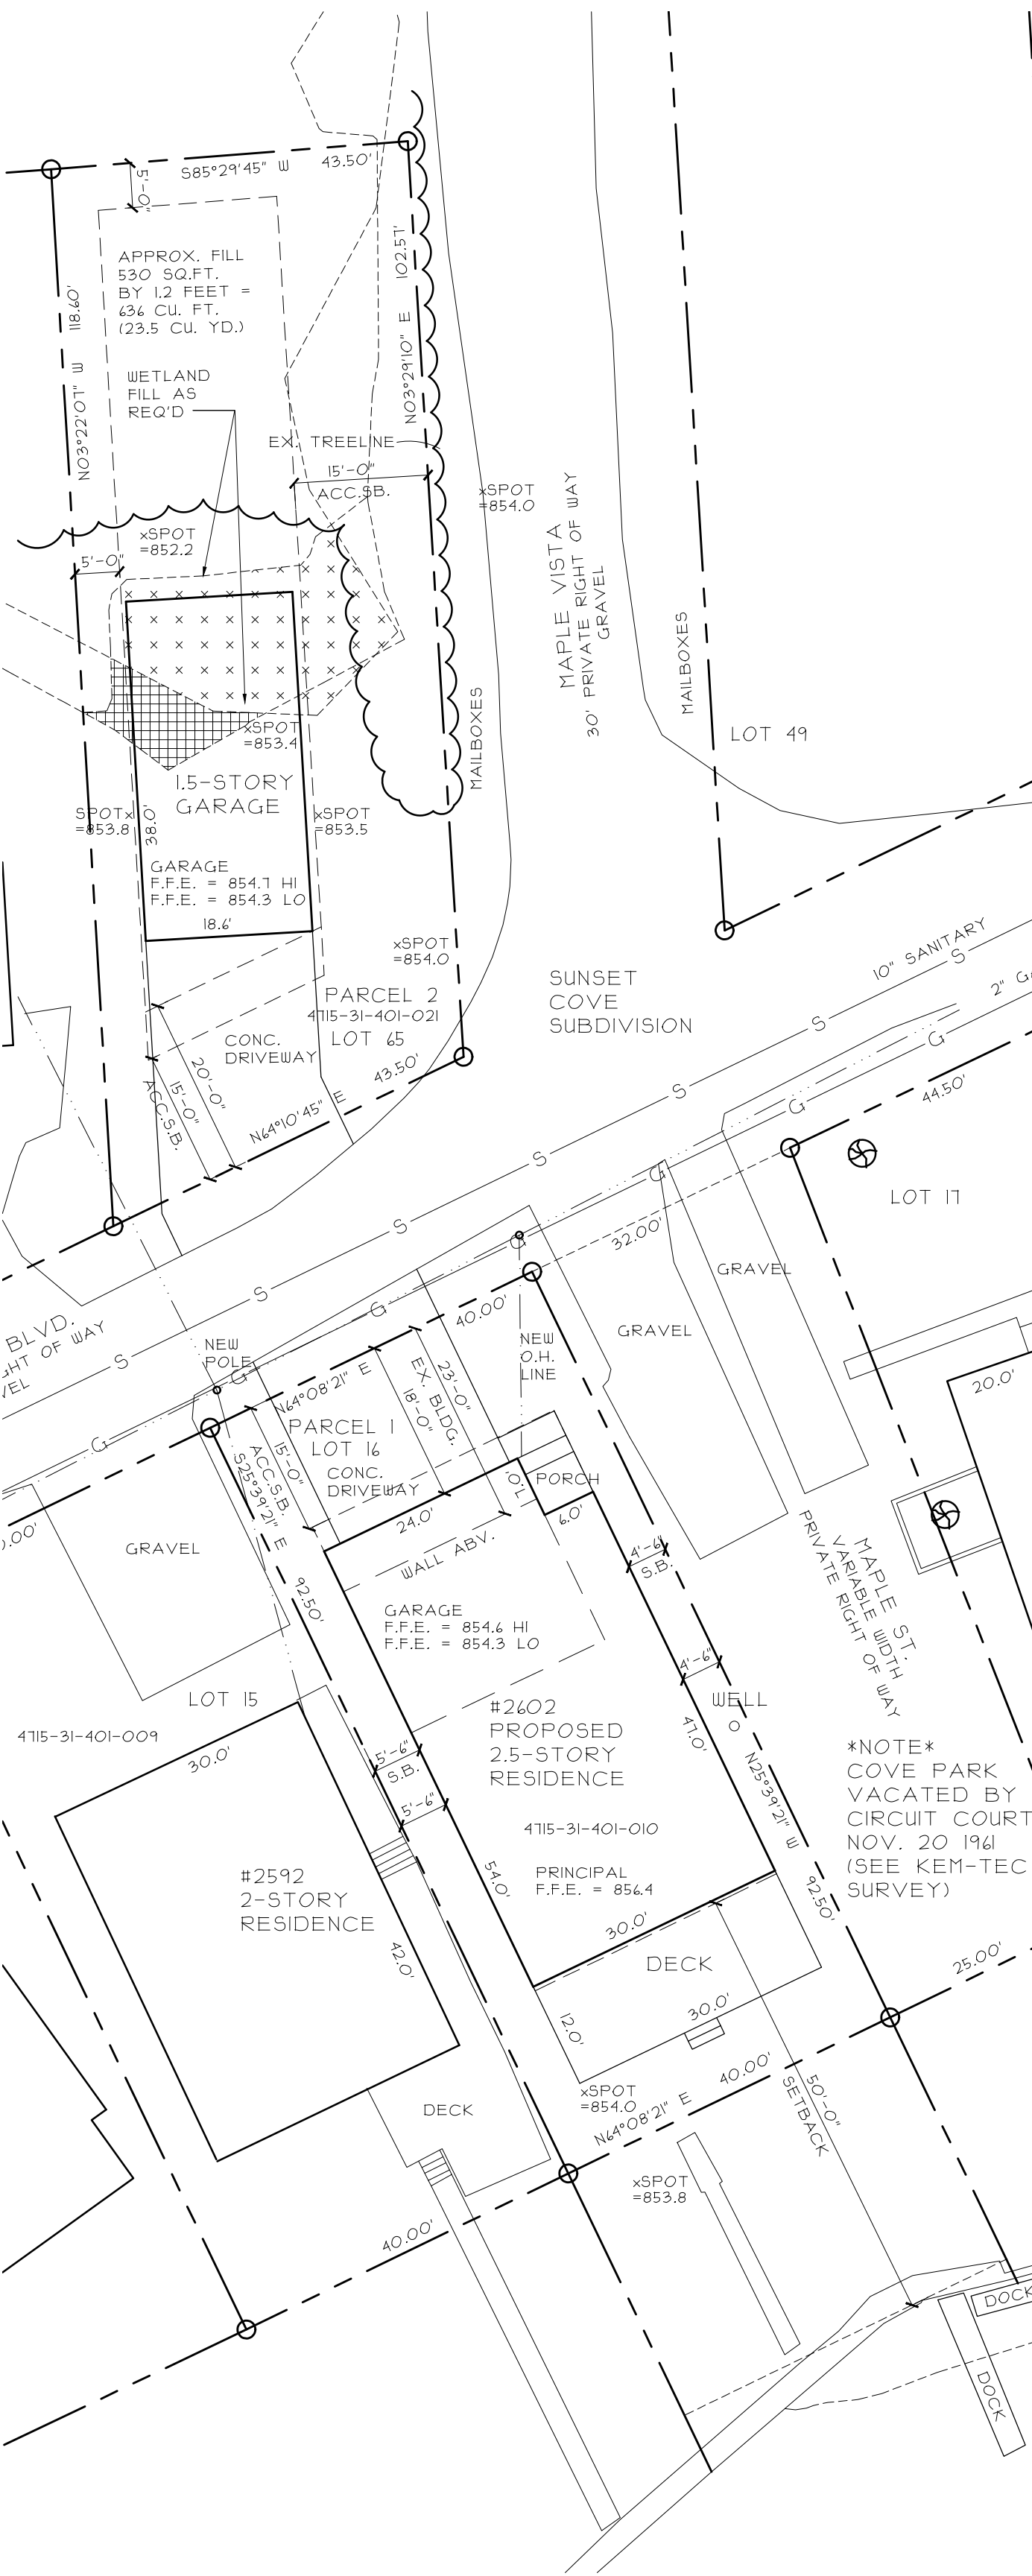 S85°29'45" W 43.50'
5'-0"
APPROX. FILL
530 SQ.FT.
BY 1.2 FEET =
636 CU. FT.
(23.5 CU. YD.)
N03°22'07" W 118.60'
N03°29'10" E 102.57'
WETLAND
FILL AS
REQ'D
EX. TREELINE
15'-0"
ACC.SB.
xSPOT
=854.0
xSPOT
=852.2
5'-0"
MAPLE VISTA
30' PRIVATE RIGHT OF WAY
GRAVEL
MAILBOXES
MAILBOXES
LOT 49
xSPOT
=853.4
1.5-STORY
GARAGE
SPOTx
=853.8
38.0'
xSPOT
=853.5
GARAGE
F.F.E. = 854.7 HI
F.F.E. = 854.3 LO
18.6'
xSPOT
=854.0
PARCEL 2
4715-31-401-021
LOT 65
CONC.
DRIVEWAY
20'-0"
15'-0"
ACC.S.B.
N64°10'45" E 43.50'
SUNSET
COVE
SUBDIVISION
10" SANITARY
S
S
S
S
S
S
S
2" GA
G
G
G
G
G
G
G
44.50'
LOT 17
32.00'
GRAVEL
GRAVEL
BLVD.
GHT OF WAY
VEL
NEW
POLE
40.00'
N64°08'21" E
NEW
O.H.
LINE
PARCEL 1
LOT 16
CONC.
DRIVEWAY
23'-0"
EX. BLDG.
18'-0"
15'-0"
ACC.S.B.
S25°39'21" E 92.50'
20.0'
PORCH
24.0'
6.0'
WALL ABV.
4'-6"
S.B.
GRAVEL
GARAGE
F.F.E. = 854.6 HI
F.F.E. = 854.3 LO
MAPLE ST.
VARIABLE WIDTH
PRIVATE RIGHT OF WAY
4'-6"
WELL
LOT 15
4715-31-401-009
30.0'
#2602
PROPOSED
2.5-STORY
RESIDENCE
47.0'
N25°39'21" W 92.50'
5'-6"
S.B.
5'-6"
4715-31-401-010
*NOTE*
COVE PARK
VACATED BY
CIRCUIT COURT
NOV. 20 1961
(SEE KEM-TEC
SURVEY)
#2592
2-STORY
RESIDENCE
54.0'
PRINCIPAL
F.F.E. = 856.4
42.0'
30.0'
DECK
25.00'
12.0'
30.0'
40.00'
N64°08'21" E
50'-0"
SETBACK
xSPOT
=854.0
DECK
xSPOT
=853.8
40.00'
DOCK
DOCK